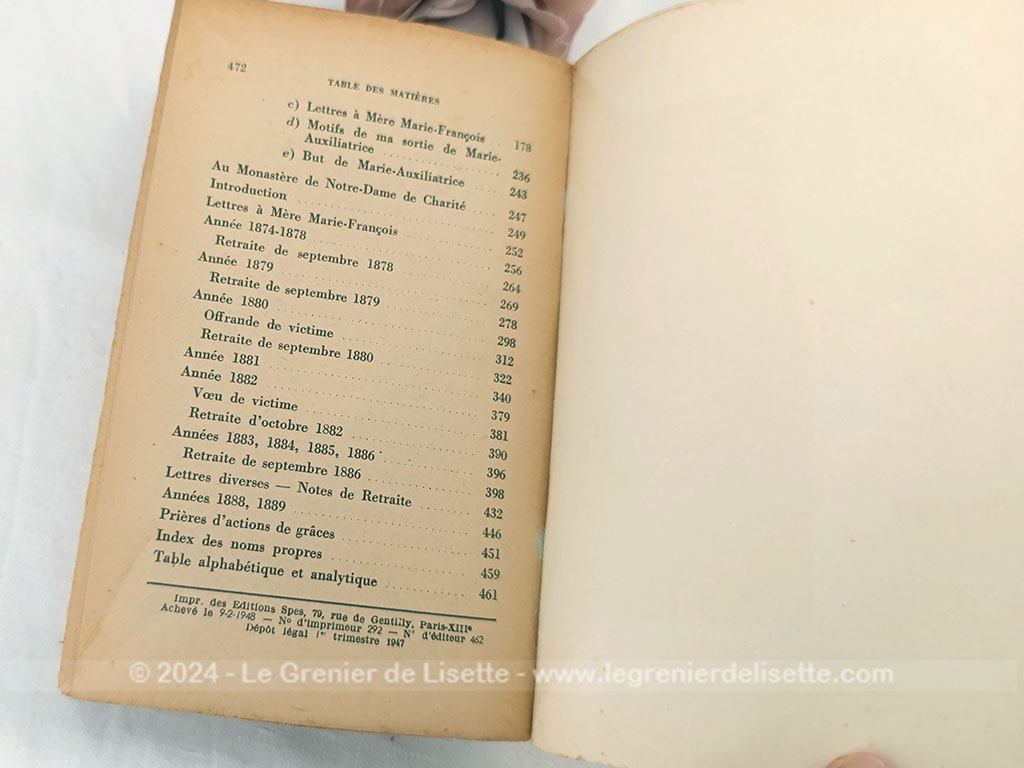 472
TABLE DES MATIÈRES
c) Lettres à Mère Marie-François . . 178
d) Motifs de ma sortie de Marie-
Auxiliatrice . . . . . . . . . . . . . . . . . . 236
e) But de Marie-Auxiliatrice . . . . 243
Au Monastère de Notre-Dame de Charité . . . . 247
Introduction . . . . . . . . . . . . . . . . . . . . 249
Lettres à Mère Marie-François . . . . . . . . . . 252
Année 1874-1878 . . . . . . . . . . . . . . . . . . 256
Retraite de septembre 1878 . . . . . . . . . . 264
Année 1879 . . . . . . . . . . . . . . . . . . . . 269
Retraite de septembre 1879 . . . . . . . . . . 278
Année 1880 . . . . . . . . . . . . . . . . . . . . 298
Offrande de victime . . . . . . . . . . . . . . 312
Retraite de septembre 1880 . . . . . . . . . . 322
Année 1881 . . . . . . . . . . . . . . . . . . . . 340
Année 1882 . . . . . . . . . . . . . . . . . . . . 379
Vœu de victime . . . . . . . . . . . . . . . . 381
Retraite d'octobre 1882 . . . . . . . . . . . . 390
Années 1883, 1884, 1885, 1886 . . . . . . . . . . 396
Retraite de septembre 1886 . . . . . . . . . . 398
Lettres diverses — Notes de Retraite . . . . . . 432
Années 1888, 1889 . . . . . . . . . . . . . . . . 446
Prières d'actions de grâces . . . . . . . . . . . . 451
Index des noms propres . . . . . . . . . . . . . . 459
Table alphabétique et analytique . . . . . . . . . . 461
Impr. des Editions Spes, 79, rue de Gentilly, Paris-XIIIe
Achevé le 9-2-1948 — No d'imprimeur 292 — N° d'éditeur 462
Dépôt légal 1er trimestre 1947
© 2024 - Le Grenier de Lisette - www.legrenierdelisette.com